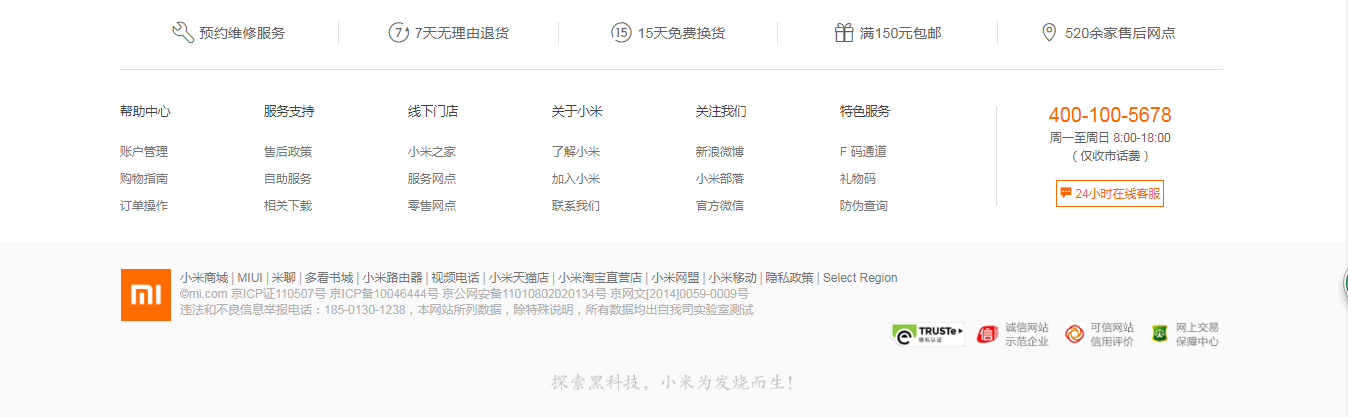 预约维修服务 7 7天无理由退货 15 15天免费换货 满150元包邮 520余家售后网点
帮助中心 服务支持 线下门店 关于小米 关注我们 特色服务
账户管理 售后政策 小米之家 了解小米 新浪微博 F 码通道
购物指南 自助服务 服务网点 加入小米 小米部落 礼物码
订单操作 相关下载 零售网点 联系我们 官方微信 防伪查询
400-100-5678
周一至周日 8:00-18:00
（仅收市话费）
24小时在线客服
mi
小米商城 | MIUI | 米聊 | 多看书城 | 小米路由器 | 视频电话 | 小米天猫店 | 小米淘宝直营店 | 小米网盟 | 小米移动 | 隐私政策 | Select Region
©mi.com 京ICP证110507号 京ICP备10046444号 京公网安备11010802020134号 京网文[2014]0059-0009号
违法和不良信息举报电话：185-0130-1238，本网站所列数据，除特殊说明，所有数据均出自我司实验室测试
TRUSTe
隐私认证
信
诚信网站
示范企业
可信网站
信用评价
网上交易
保障中心
探索黑科技，小米为发烧而生！